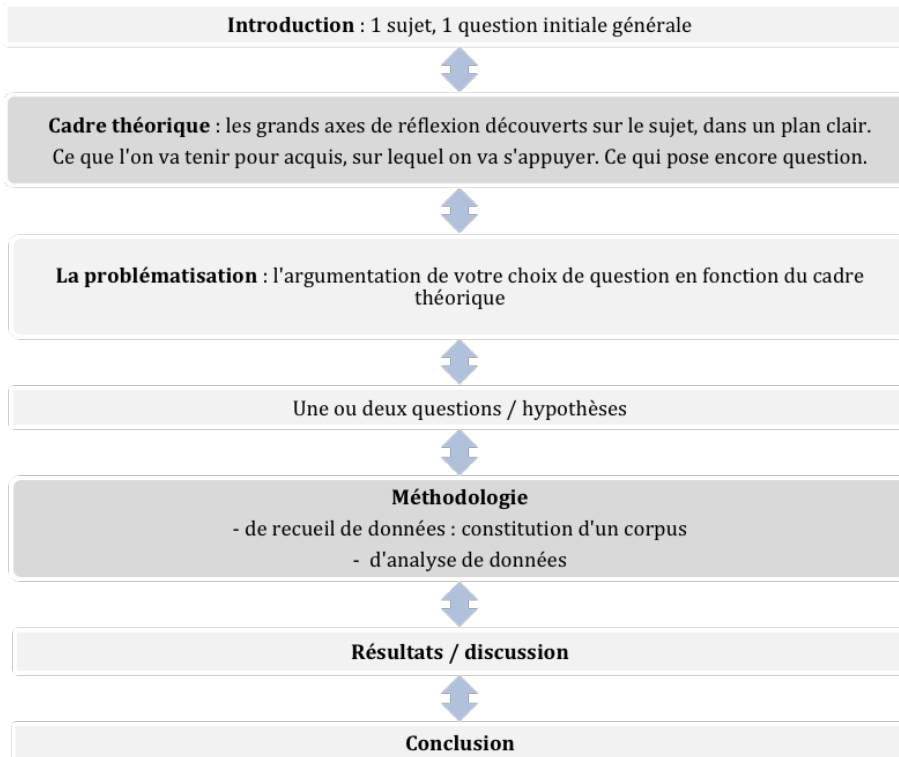 Introduction : 1 sujet, 1 question initiale générale
Cadre théorique : les grands axes de réflexion découverts sur le sujet, dans un plan clair.
Ce que l'on va tenir pour acquis, sur lequel on va s'appuyer. Ce qui pose encore question.
La problématisation : l'argumentation de votre choix de question en fonction du cadre
théorique
Une ou deux questions / hypothèses
Méthodologie
- de recueil de données : constitution d'un corpus
- d'analyse de données
Résultats / discussion
Conclusion